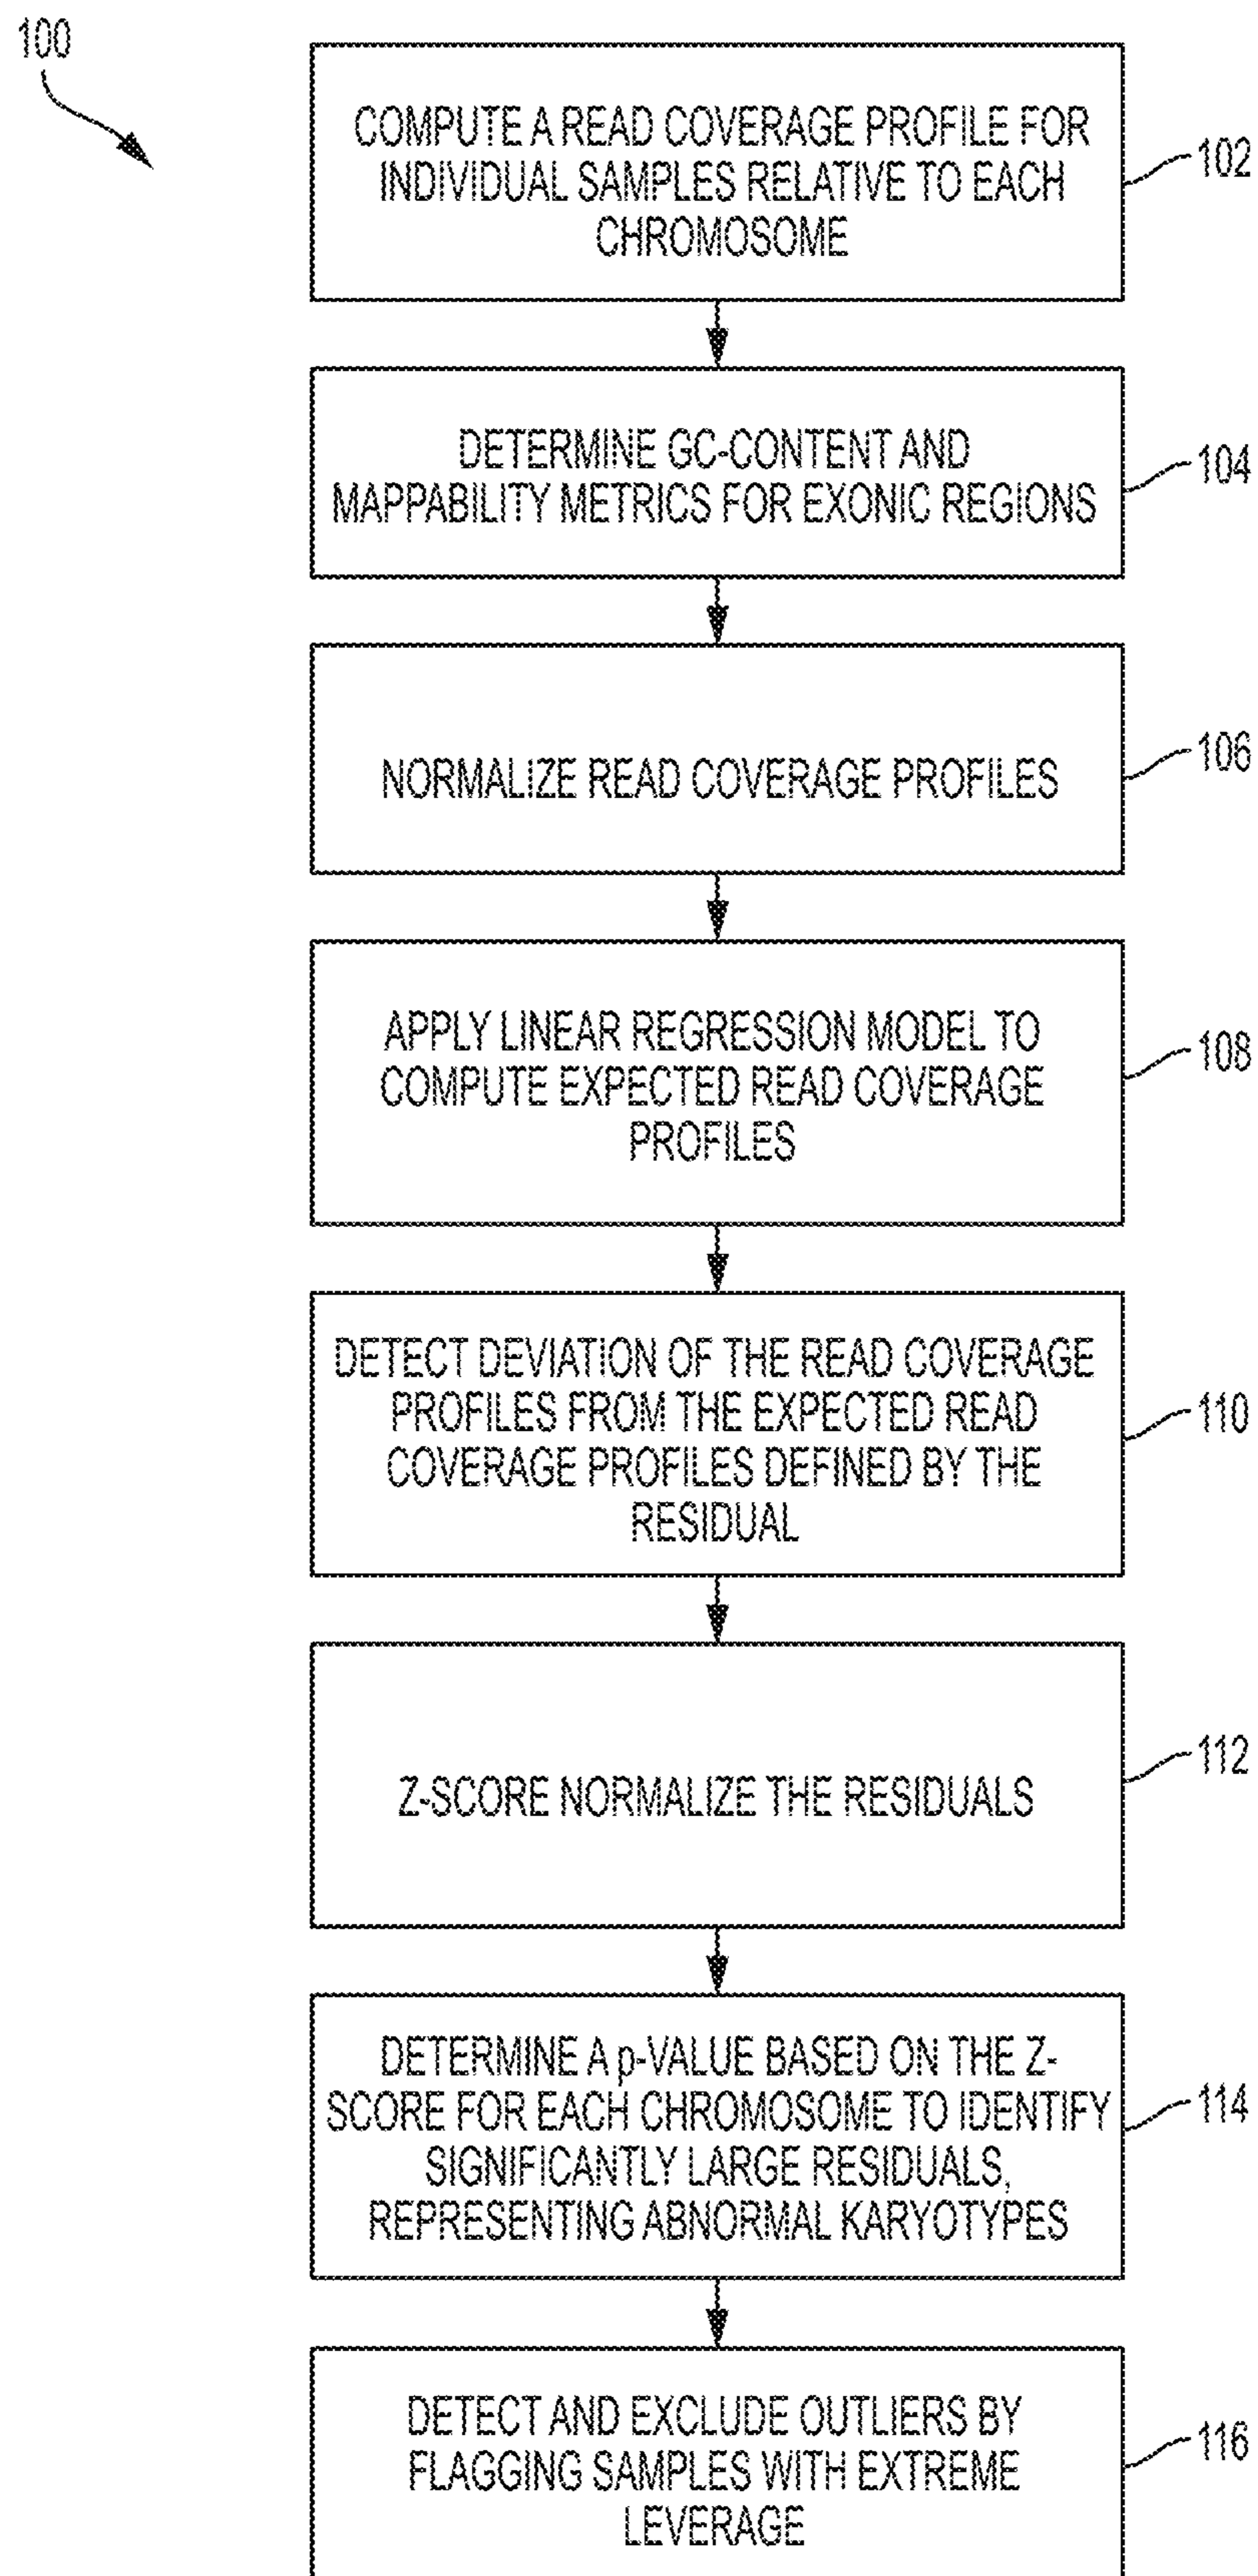 100
COMPUTE A READ COVERAGE PROFILE FOR
INDIVIDUAL SAMPLES RELATIVE TO EACH
CHROMOSOME
102
DETERMINE GC-CONTENT AND
MAPPABILITY METRICS FOR EXONIC REGIONS
104
NORMALIZE READ COVERAGE PROFILES
106
APPLY LINEAR REGRESSION MODEL TO
COMPUTE EXPECTED READ COVERAGE
PROFILES
108
DETECT DEVIATION OF THE READ COVERAGE
PROFILES FROM THE EXPECTED READ
COVERAGE PROFILES DEFINED BY THE
RESIDUAL
110
Z-SCORE NORMALIZE THE RESIDUALS
112
DETERMINE A p-VALUE BASED ON THE Z-
SCORE FOR EACH CHROMOSOME TO IDENTIFY
SIGNIFICANTLY LARGE RESIDUALS,
REPRESENTING ABNORMAL KARYOTYPES
114
DETECT AND EXCLUDE OUTLIERS BY
FLAGGING SAMPLES WITH EXTREME
LEVERAGE
116